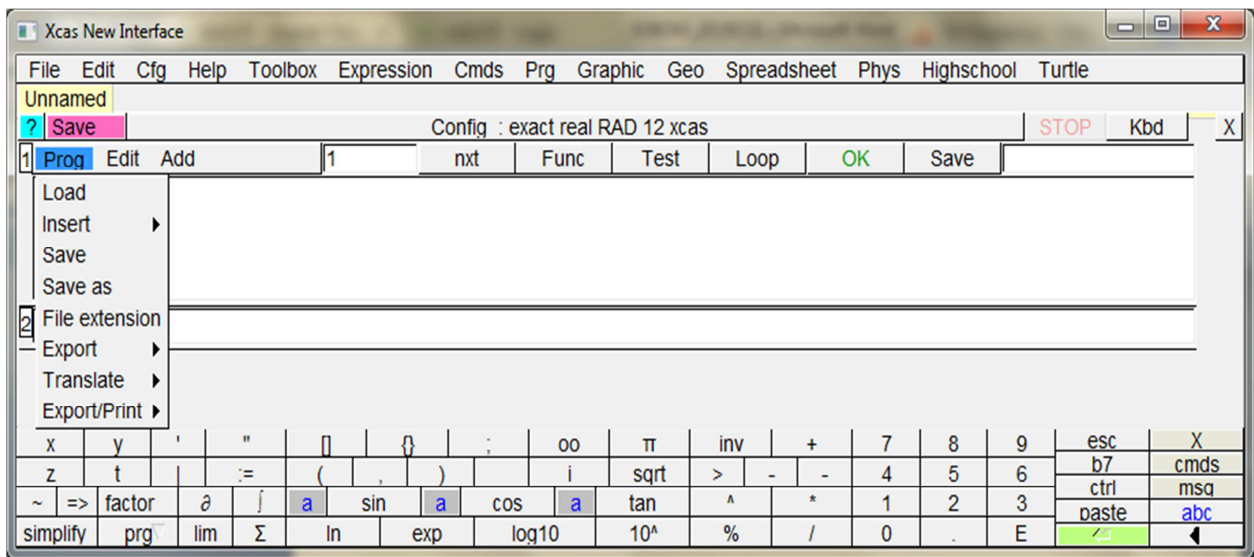 Xcas New Interface
File Edit Cfg Help Toolbox Expression Cmds Prg Graphic Geo Spreadsheet Phys Highschool Turtle
Unnamed
? Save Config : exact real RAD 12 xcas STOP Kbd X
1 Prog Edit Add 1 nxt Func Test Loop OK Save
Load
Insert
Save
Save as
2 File extension
Export
Translate
Export/Print
x y ' " [] {} ; oo π inv + 7 8 9 esc X
z t | := ( , ) i sqrt > - - 4 5 6 b7 cmds
~ => factor ∂ ∫ a sin a cos a tan ^ * 1 2 3 ctrl msg
paste abc
simplify prg lim Σ ln exp log10 10^ % / 0 . E